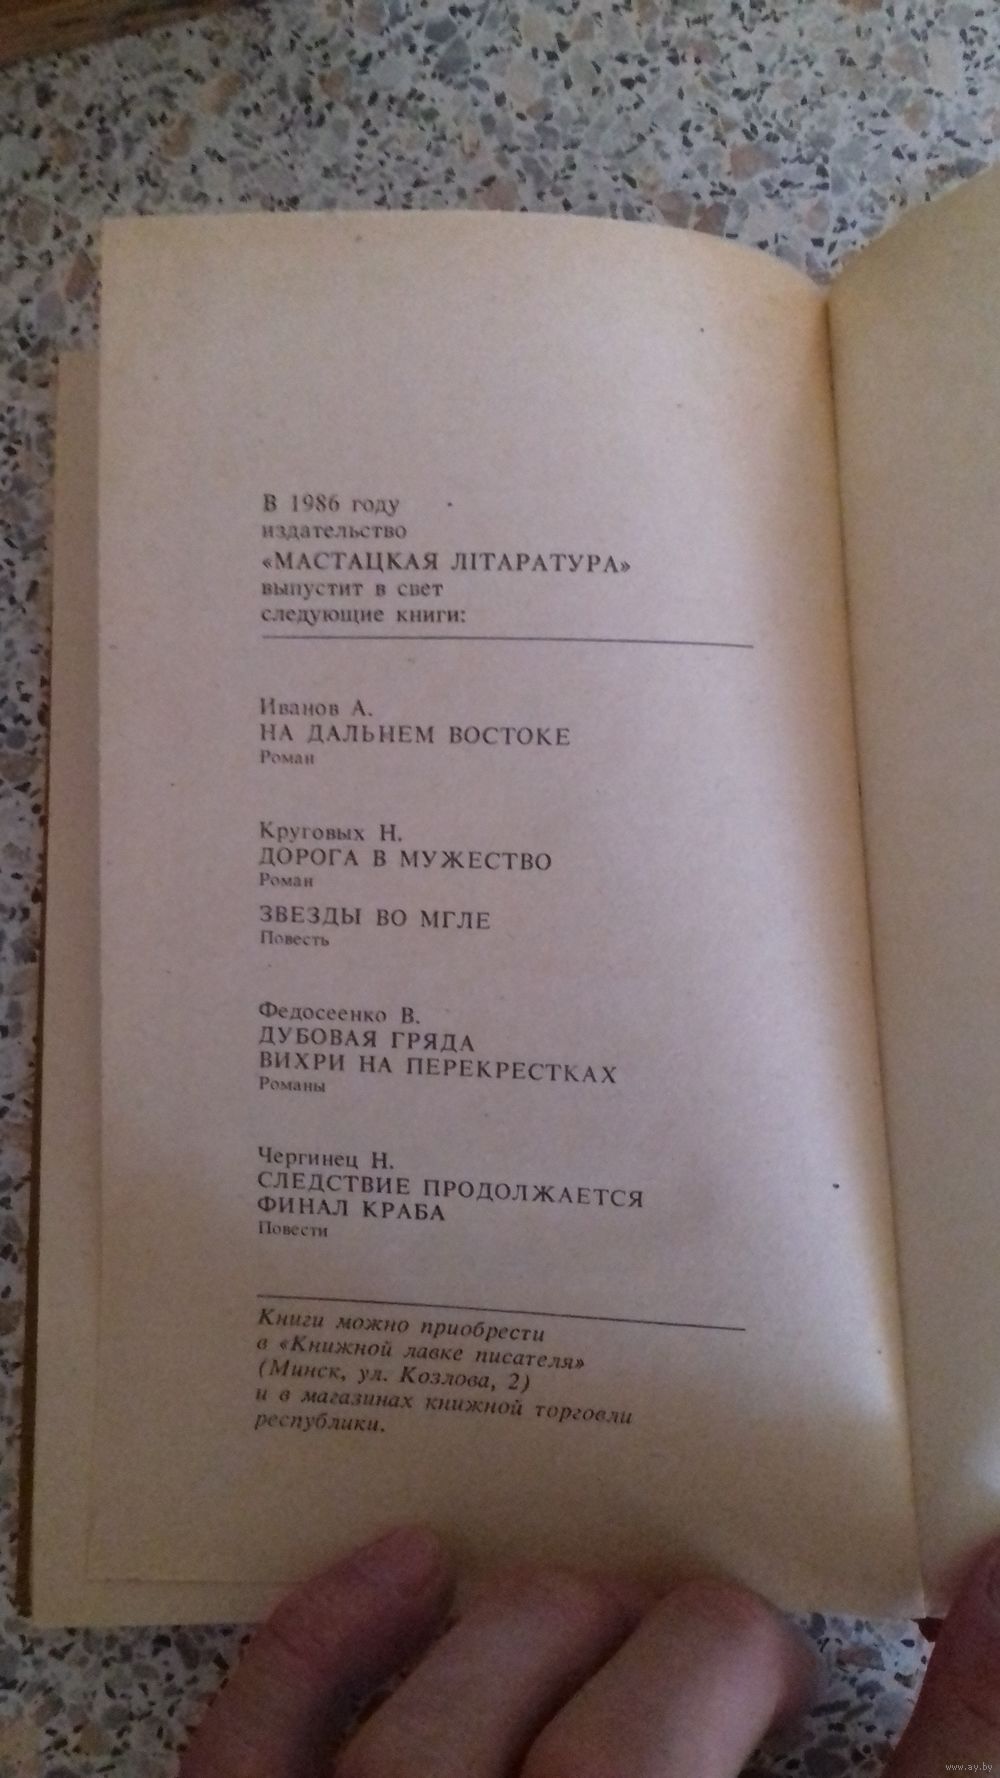 В 1986 году
издательство
«МАСТАЦКАЯ ЛІТАРАТУРА»
выпустит в свет
следующие книги:
Иванов А.
НА ДАЛЬНЕМ ВОСТОКЕ
Роман
Круговых Н.
ДОРОГА В МУЖЕСТВО
Роман
ЗВЕЗДЫ ВО МГЛЕ
Повесть
Федосеенко В.
ДУБОВАЯ ГРЯДА
ВИХРИ НА ПЕРЕКРЕСТКАХ
Романы
Чергинец Н.
СЛЕДСТВИЕ ПРОДОЛЖАЕТСЯ
ФИНАЛ КРАБА
Повести
Книги можно приобрести
в «Книжной лавке писателя»
(Минск, ул. Козлова, 2)
и в магазинах книжной торговли
республики.
www.ay.by